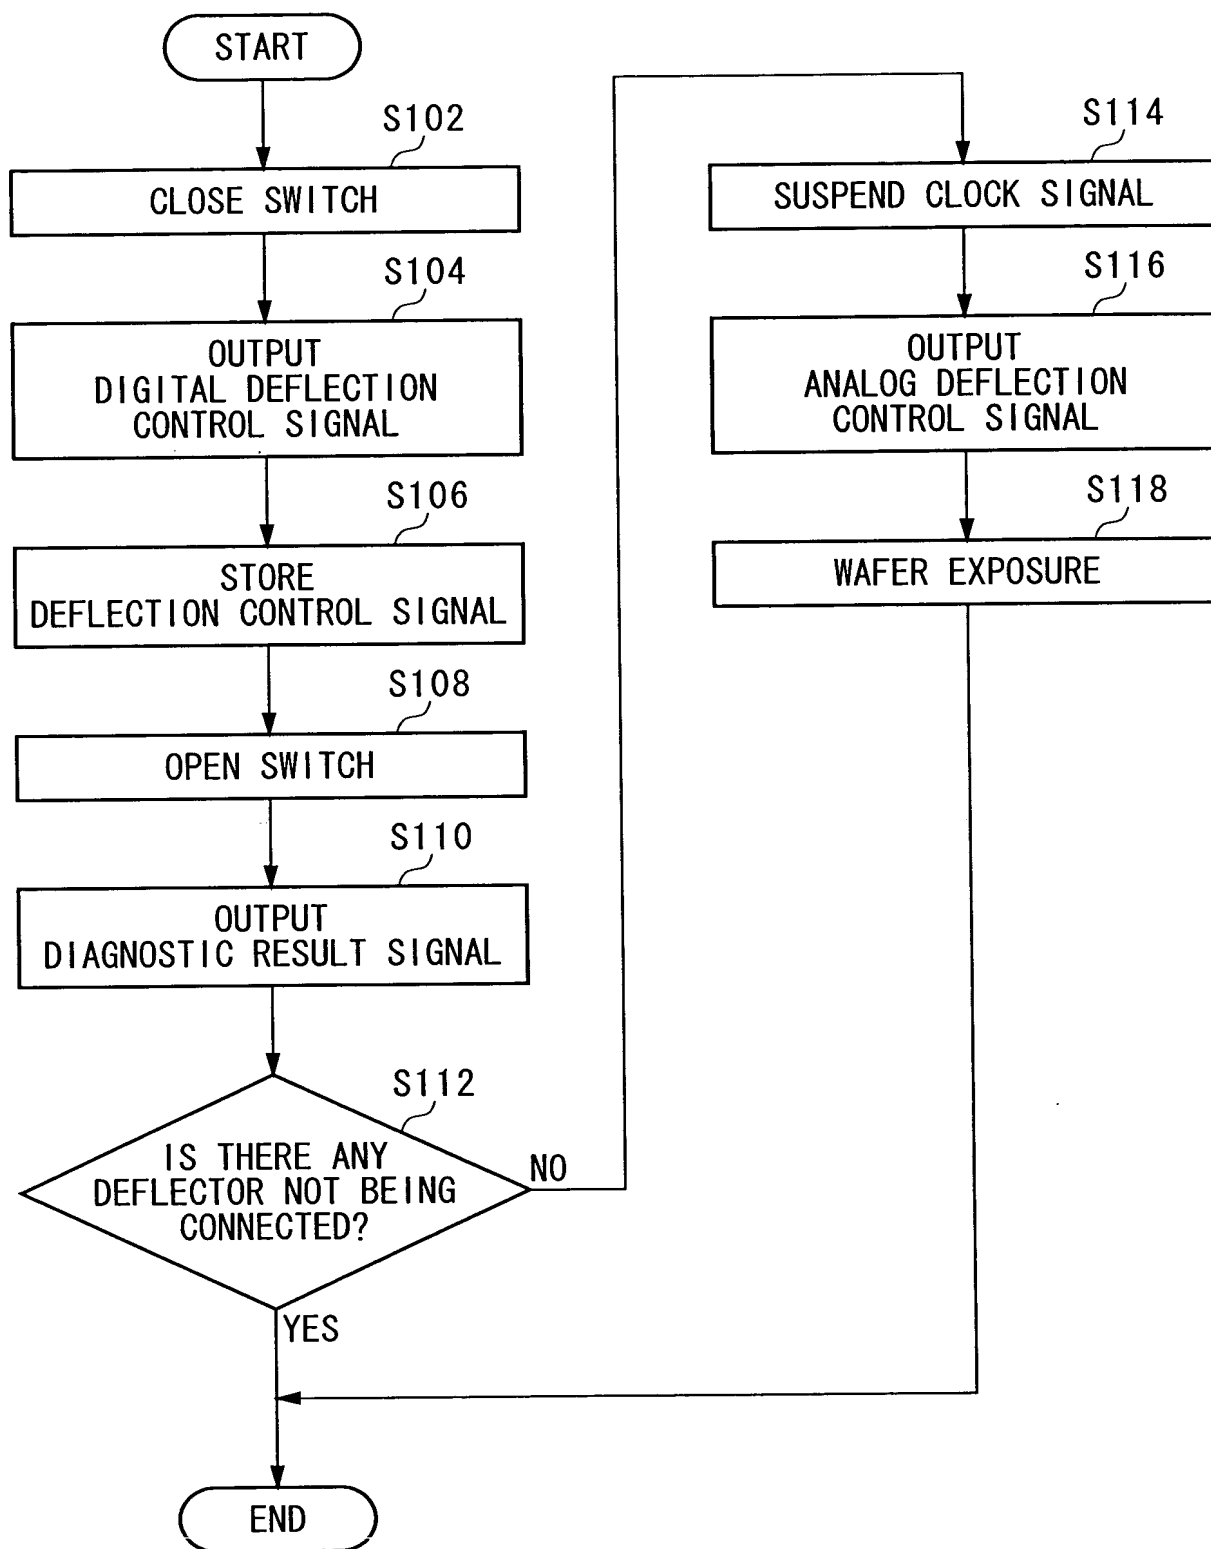 START
S102
CLOSE SWITCH
S104
OUTPUT
DIGITAL DEFLECTION
CONTROL SIGNAL
S106
STORE
DEFLECTION CONTROL SIGNAL
S108
OPEN SWITCH
S110
OUTPUT
DIAGNOSTIC RESULT SIGNAL
S112
IS THERE ANY
DEFLECTOR NOT BEING
CONNECTED?
NO
YES
END
S114
SUSPEND CLOCK SIGNAL
S116
OUTPUT
ANALOG DEFLECTION
CONTROL SIGNAL
S118
WAFER EXPOSURE